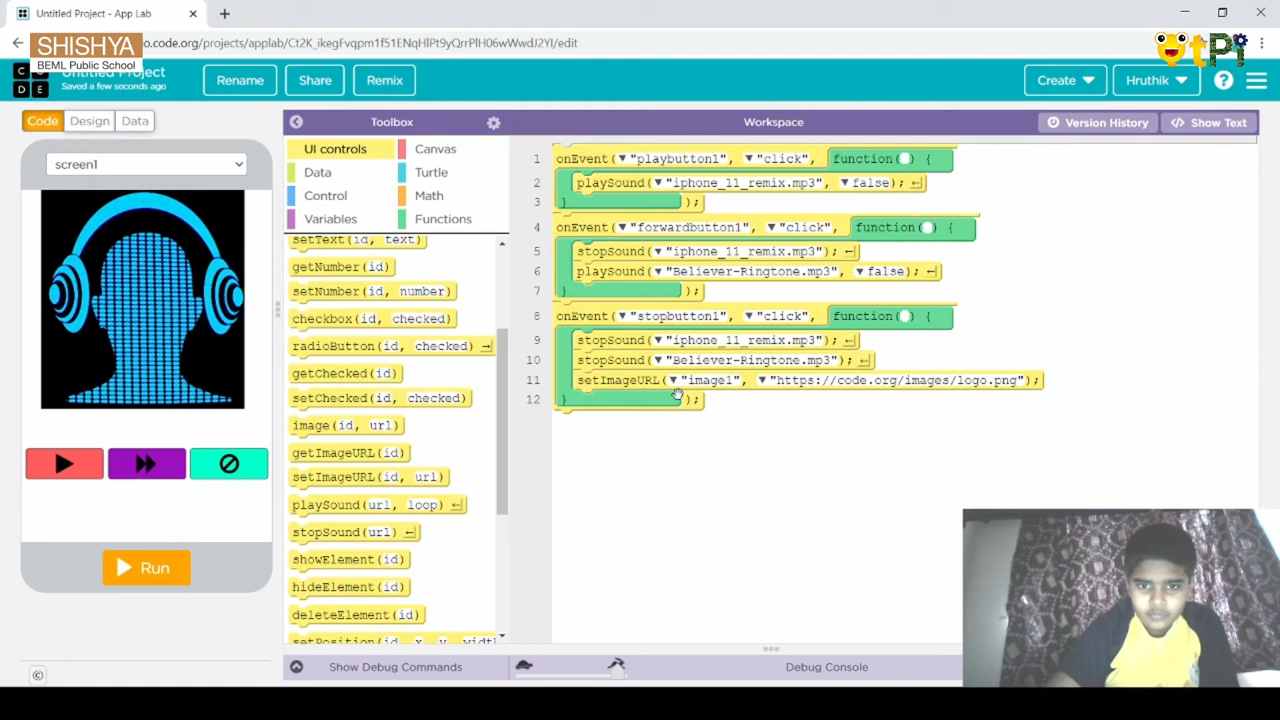 Untitled Project - App Lab
o.code.org/projects/applab/Ct2K_ikegFvqpm1f51ENqHlPt9yQrrPlH06wWwdJ2YI/edit
SHISHYA
BEML Public School
OtPi
CODE
Untitled Project
Saved a few seconds ago
Rename
Share
Remix
Create
Hruthik
?
Code
Design
Data
Toolbox
Workspace
Version History
Show Text
screen1
UI controls
Canvas
Data
Turtle
Control
Math
Variables
Functions
setText(id, text)
getNumber(id)
setNumber(id, number)
checkbox(id, checked)
radioButton(id, checked)
getChecked(id)
setChecked(id, checked)
image(id, url)
getImageURL(id)
setImageURL(id, url)
playSound(url, loop)
stopSound(url)
showElement(id)
hideElement(id)
deleteElement(id)
setPosition(id, x, y, width
1 onEvent("playbutton1", "click", function() {
2 playSound("iphone_11_remix.mp3", false);
3 });
4 onEvent("forwardbutton1", "click", function() {
5 stopSound("iphone_11_remix.mp3");
6 playSound("Believer-Ringtone.mp3", false);
7 });
8 onEvent("stopbutton1", "click", function() {
9 stopSound("iphone_11_remix.mp3");
10 stopSound("Believer-Ringtone.mp3");
11 setImageURL("image1", "https://code.org/images/logo.png");
12 });
Run
©
Show Debug Commands
Debug Console